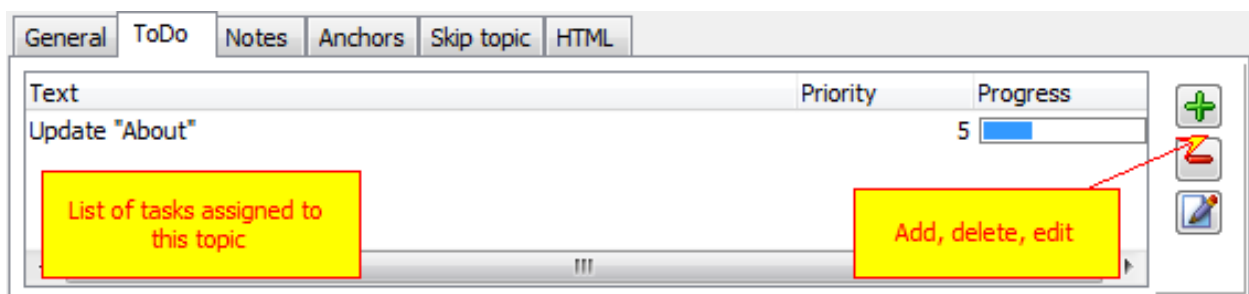 General ToDo Notes Anchors Skip topic HTML
Text Priority Progress
Update "About" 5
List of tasks assigned to
this topic
Add, delete, edit